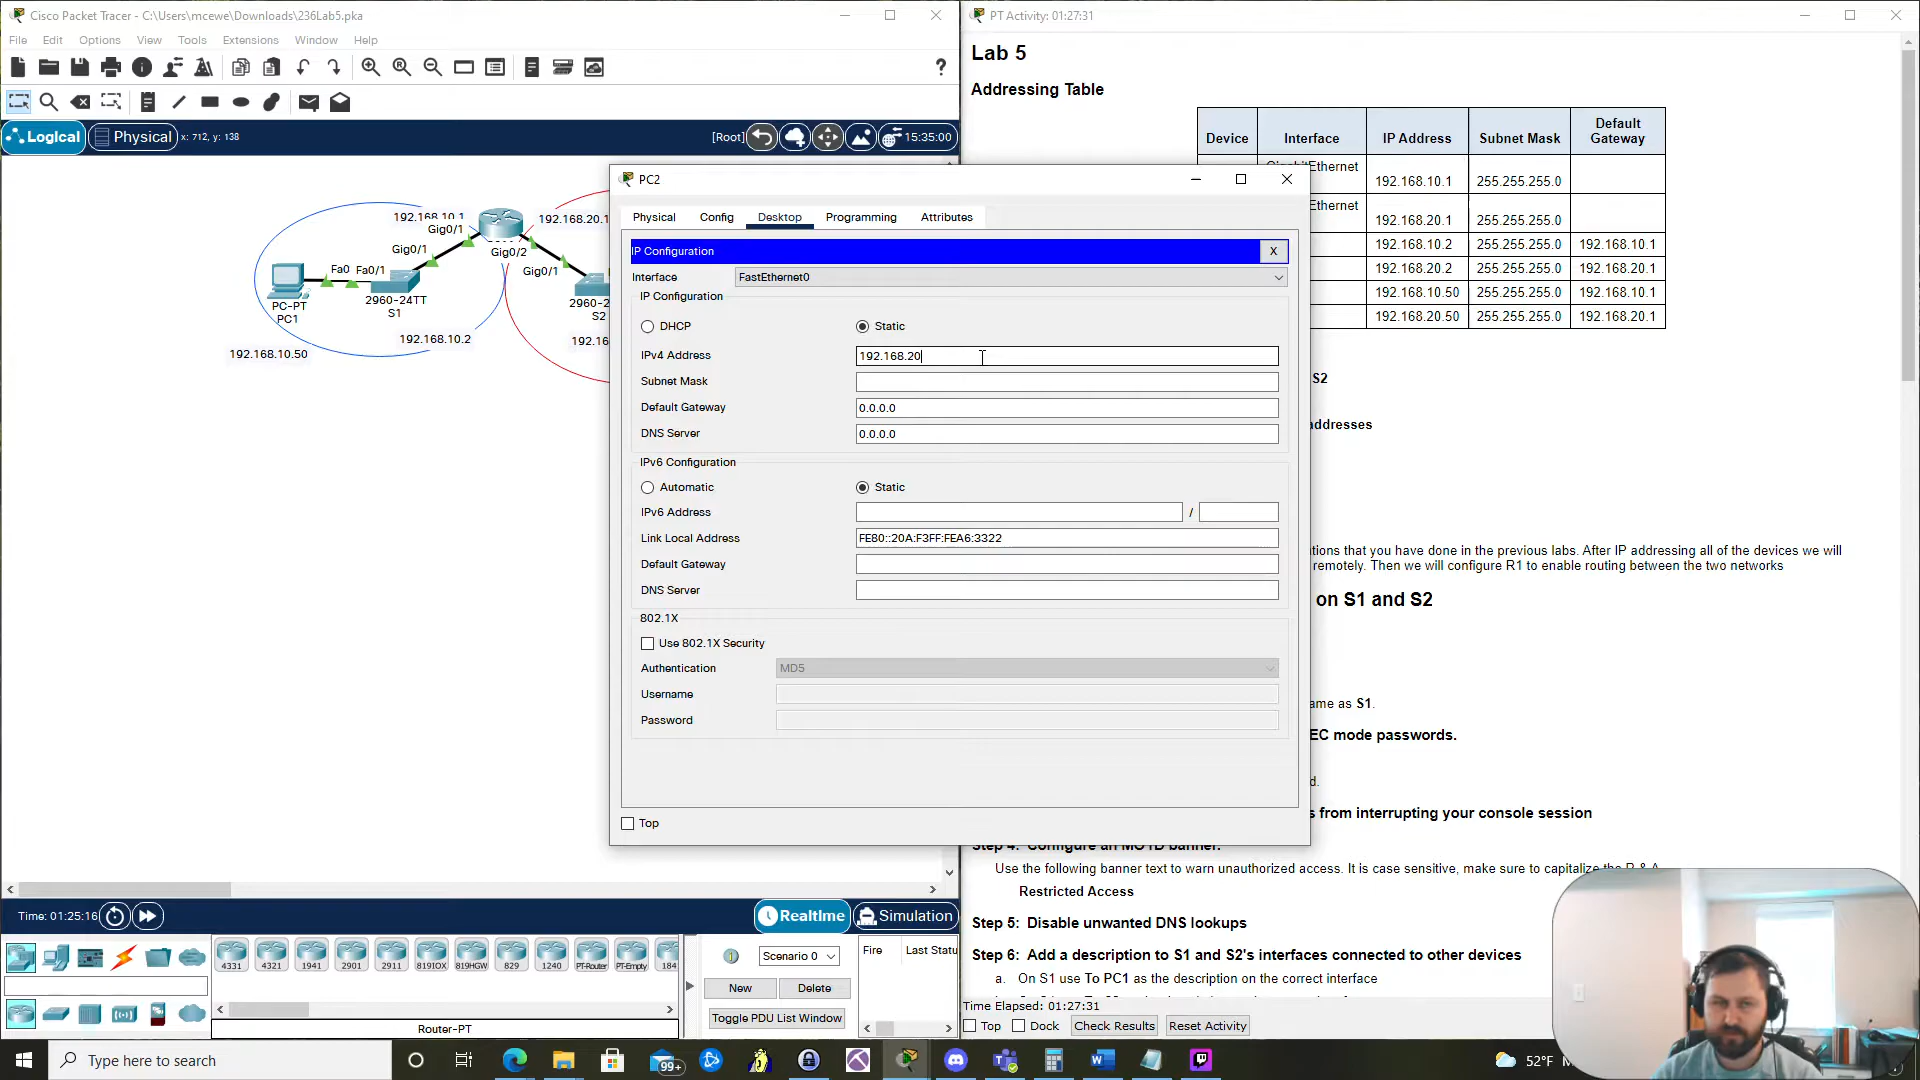 Cisco Packet Tracer - C:\Users\mcewe\Downloads\236Lab5.pka
File Edit Options View Tools Extensions Window Help
Logical Physical x: 712, y: 138
[Root] 15:35:00
192.168.10.1
Gig0/1
192.168.20.1
Gig0/1
Gig0/2
Gig0/1
Fa0 Fa0/1
PC-PT
PC1
2960-24TT
S1
2960-2
S2
192.168.10.2
192.16
192.168.10.50
PC2
Physical Config Desktop Programming Attributes
IP Configuration X
Interface FastEthernet0
IP Configuration
DHCP Static
IPv4 Address 192.168.20
Subnet Mask
Default Gateway 0.0.0.0
DNS Server 0.0.0.0
IPv6 Configuration
Automatic Static
IPv6 Address /
Link Local Address FE80::20A:F3FF:FEA6:3322
Default Gateway
DNS Server
802.1X
Use 802.1X Security
Authentication MD5
Username
Password
Top
Time: 01:25:16
Realtime Simulation
4331 4321 1941 2901 2911 819IOX 819HGW 829 1240 PT-Router PT-Empty 184
Router-PT
Scenario 0
New Delete
Toggle PDU List Window
Fire Last Statu
PT Activity: 01:27:31
Lab 5
Addressing Table
Device Interface IP Address Subnet Mask Default Gateway
192.168.10.1 255.255.255.0
Ethernet
192.168.20.1 255.255.255.0
192.168.10.2 255.255.255.0 192.168.10.1
192.168.20.2 255.255.255.0 192.168.20.1
192.168.10.50 255.255.255.0 192.168.10.1
192.168.20.50 255.255.255.0 192.168.20.1
S2
addresses
tions that you have done in the previous labs. After IP addressing all of the devices we will
remotely. Then we will configure R1 to enable routing between the two networks
on S1 and S2
ame as S1.
EC mode passwords.
d.
s from interrupting your console session
Step 4: Configure an MOTD banner.
Use the following banner text to warn unauthorized access. It is case sensitive, make sure to capitalize the R & A
Restricted Access
Step 5: Disable unwanted DNS lookups
Step 6: Add a description to S1 and S2's interfaces connected to other devices
a. On S1 use To PC1 as the description on the correct interface
Time Elapsed: 01:27:31
Top Dock Check Results Reset Activity
Type here to search
99+
52°F